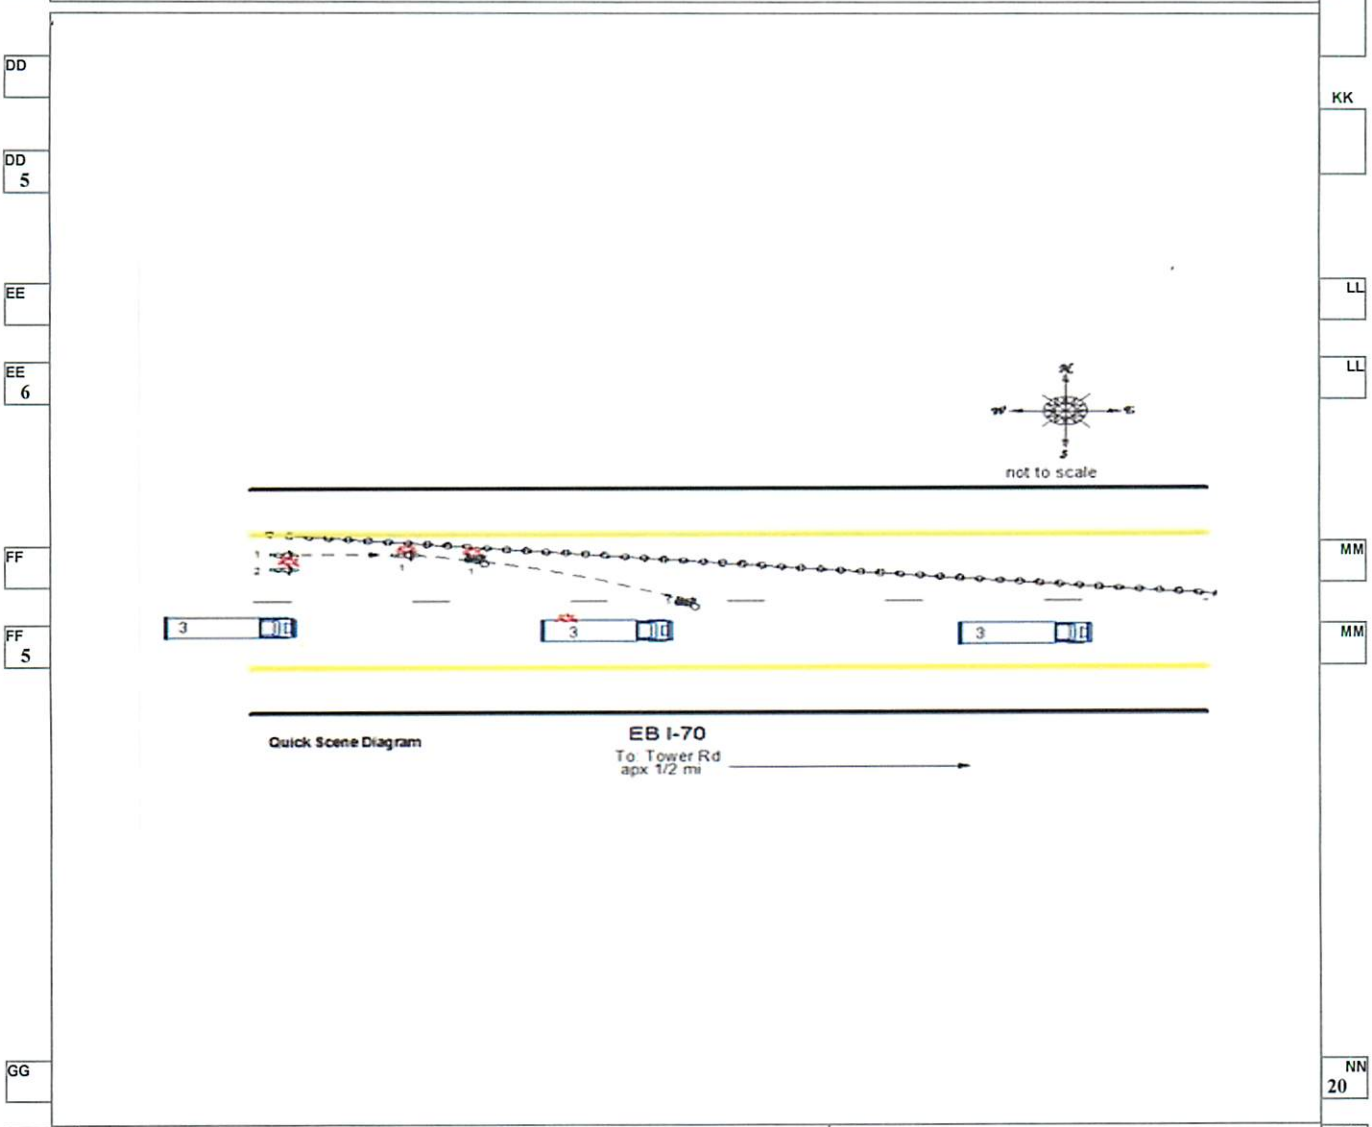 DD
KK
DD
5
EE
LL
EE
6
LL
N
W E
S
not to scale
FF
MM
1
2
1
1
1
FF
5
MM
3
3
3
EB I-70
Quick Scene Diagram
To Tower Rd
apx 1/2 mi
GG
NN
20